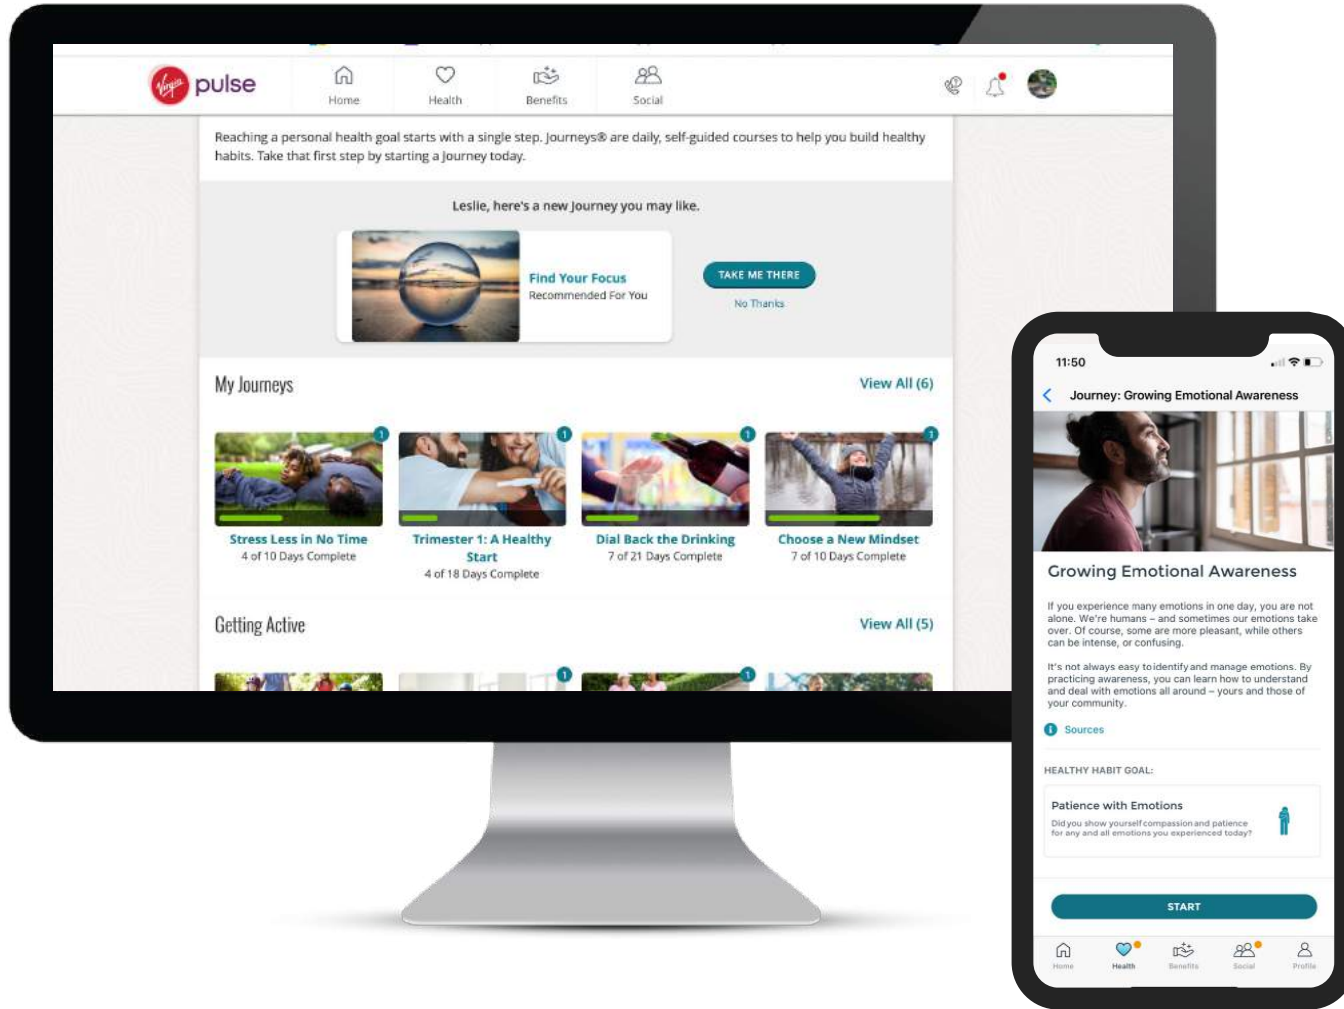 Virgin pulse
Home
Health
Benefits
Social
Reaching a personal health goal starts with a single step. Journeys® are daily, self-guided courses to help you build healthy
habits. Take that first step by starting a Journey today.
Leslie, here's a new Journey you may like.
Find Your Focus
Recommended For You
TAKE ME THERE
No Thanks
My Journeys
View All (6)
1
1
1
1
Stress Less in No Time
4 of 10 Days Complete
Trimester 1: A Healthy
Start
4 of 18 Days Complete
Dial Back the Drinking
7 of 21 Days Complete
Choose a New Mindset
7 of 10 Days Complete
Getting Active
View All (5)
1
1
11:50
Journey: Growing Emotional Awareness
Growing Emotional Awareness
If you experience many emotions in one day, you are not
alone. We're humans – and sometimes our emotions take
over. Of course, some are more pleasant, while others
can be intense, or confusing.
It's not always easy to identify and manage emotions. By
practicing awareness, you can learn how to understand
and deal with emotions all around – yours and those of
your community.
Sources
HEALTHY HABIT GOAL:
Patience with Emotions
Did you show yourself compassion and patience
for any and all emotions you experienced today?
START
Home
Health
Benefits
Social
Profile